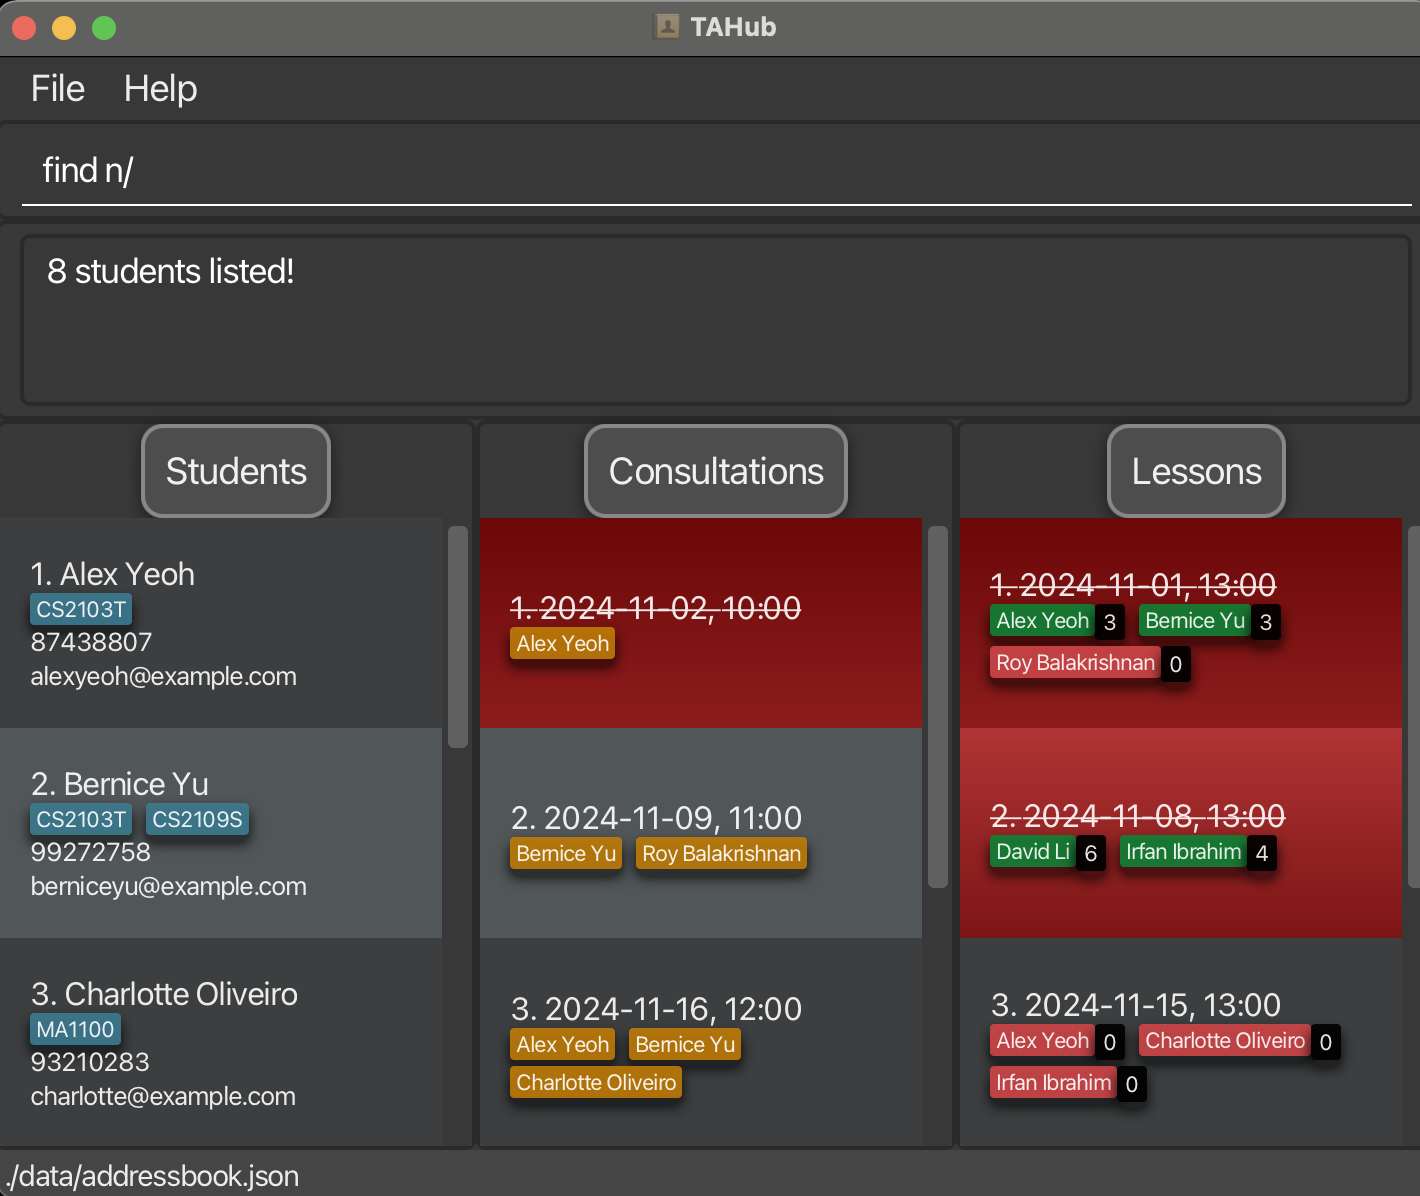 TAHub
File Help
find n/
8 students listed!
Students
1. Alex Yeoh
CS2103T
87438807
alexyeoh@example.com
2. Bernice Yu
CS2103T CS2109S
99272758
berniceyu@example.com
3. Charlotte Oliveiro
MA1100
93210283
charlotte@example.com
Consultations
1. 2024-11-02, 10:00
Alex Yeoh
2. 2024-11-09, 11:00
Bernice Yu Roy Balakrishnan
3. 2024-11-16, 12:00
Alex Yeoh Bernice Yu
Charlotte Oliveiro
Lessons
1. 2024-11-01, 13:00
Alex Yeoh 3 Bernice Yu 3
Roy Balakrishnan 0
2. 2024-11-08, 13:00
David Li 6 Irfan Ibrahim 4
3. 2024-11-15, 13:00
Alex Yeoh 0 Charlotte Oliveiro 0
Irfan Ibrahim 0
./data/addressbook.json